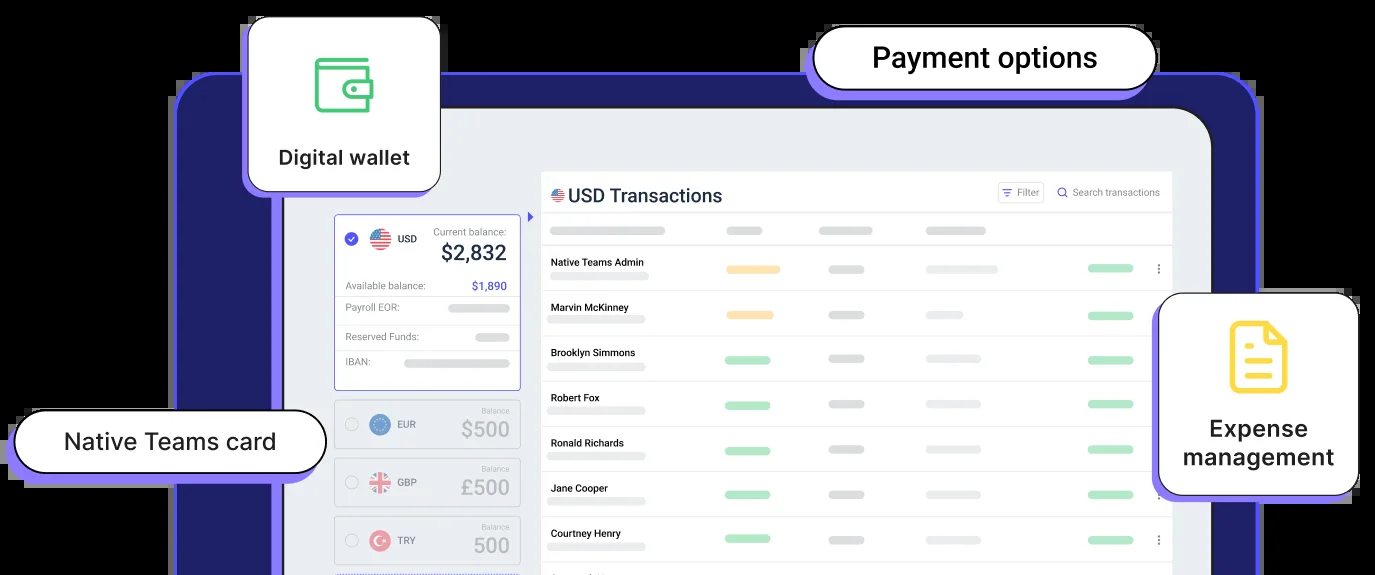 Payment options
Digital wallet
USD Transactions
Filter
Search transactions
USD
Current balance:
$2,832
Available balance:
$1,890
Payroll EOR:
Reserved Funds:
IBAN:
EUR
Balance
$500
GBP
Balance
£500
TRY
Balance
500
Native Teams Admin
Marvin McKinney
Brooklyn Simmons
Robert Fox
Ronald Richards
Jane Cooper
Courtney Henry
Native Teams card
Expense
management